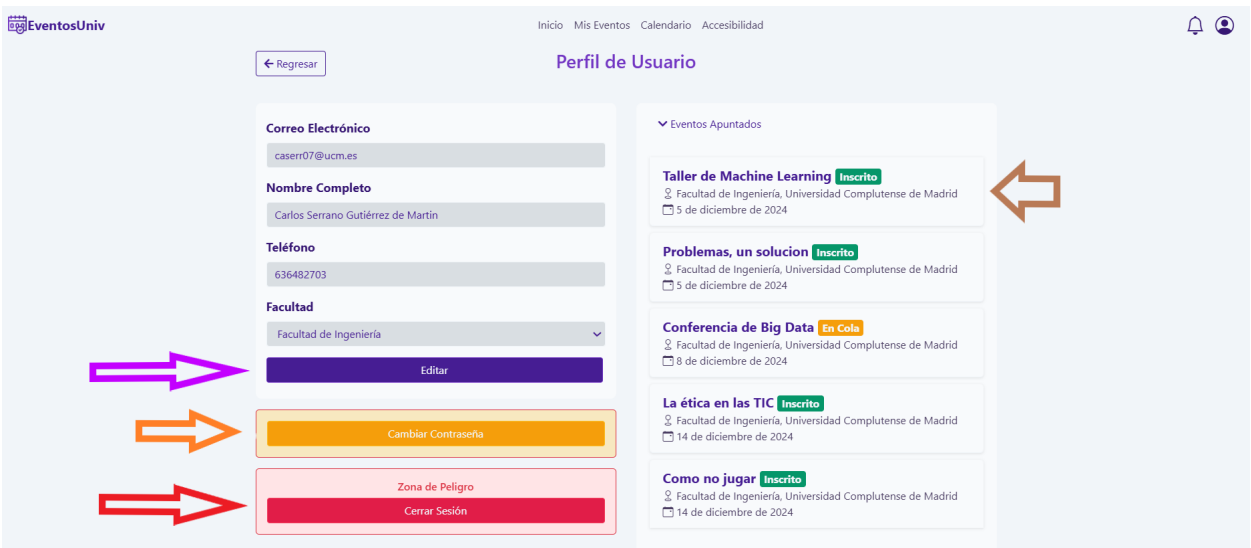 EventosUniv
Inicio Mis Eventos Calendario Accesibilidad
Regresar
Perfil de Usuario
Correo Electrónico
caserr07@ucm.es
Nombre Completo
Carlos Serrano Gutiérrez de Martin
Teléfono
636482703
Facultad
Facultad de Ingeniería
Editar
Cambiar Contraseña
Zona de Peligro
Cerrar Sesión
Eventos Apuntados
Taller de Machine Learning Inscrito
Facultad de Ingeniería, Universidad Complutense de Madrid
5 de diciembre de 2024
Problemas, un solucion Inscrito
Facultad de Ingeniería, Universidad Complutense de Madrid
5 de diciembre de 2024
Conferencia de Big Data En Cola
Facultad de Ingeniería, Universidad Complutense de Madrid
8 de diciembre de 2024
La ética en las TIC Inscrito
Facultad de Ingeniería, Universidad Complutense de Madrid
14 de diciembre de 2024
Como no jugar Inscrito
Facultad de Ingeniería, Universidad Complutense de Madrid
14 de diciembre de 2024